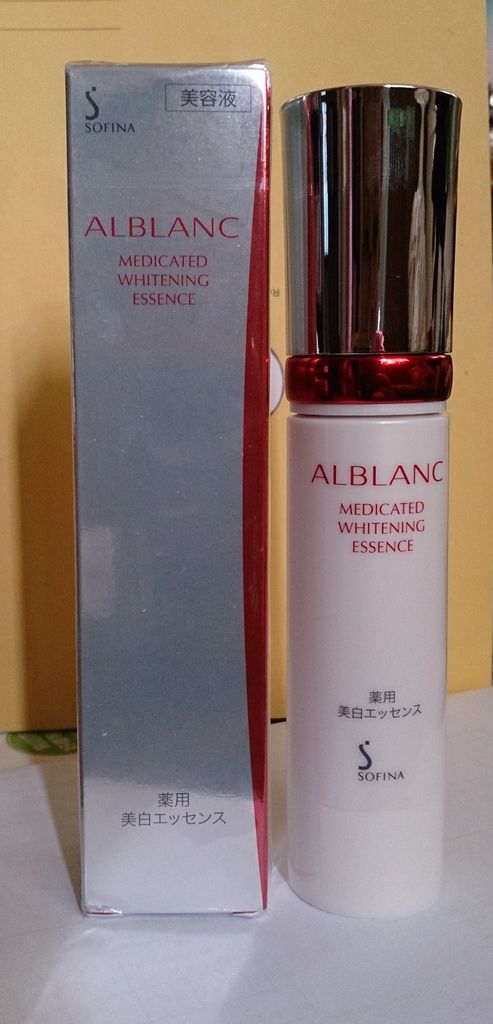 SOFINA
美容液
ALBLANC
MEDICATED
WHITENING
ESSENCE
薬用
美白エッセンス
ALBLANC
MEDICATED
WHITENING
ESSENCE
薬用
美白エッセンス
SOFINA